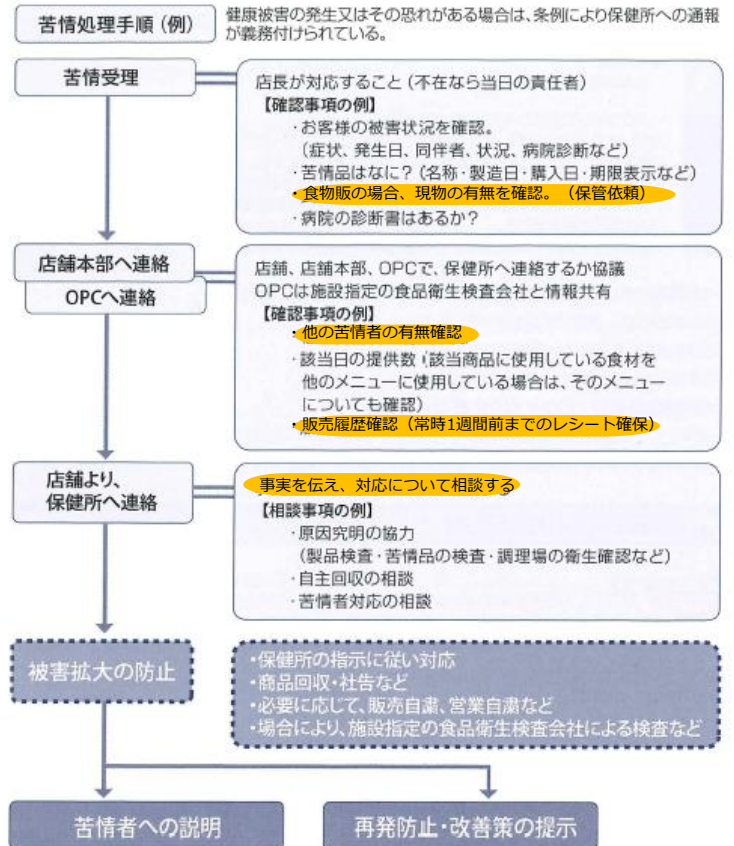 苦情処理手順(例)
健康被害の発生又はその恐れがある場合は、条例により保健所への通報
が義務付けられている。
苦情受理
店長が対応すること(不在なら当日の責任者)
【確認事項の例】
・お客様の被害状況を確認。
(症状、発生日、同伴者、状況、病院診断など)
・苦情品はなに?(名称・製造日・購入日・期限表示など)
・食物販の場合、現物の有無を確認。(保管依頼)
・病院の診断書はあるか?
店舗本部へ連絡
OPCへ連絡
店舗、店舗本部、OPCで、保健所へ連絡するか協議
OPCは施設指定の食品衛生検査会社と情報共有
【確認事項の例】
・他の苦情者の有無確認
・該当日の提供数(該当商品に使用している食材を
他のメニューに使用している場合は、そのメニュー
についても確認)
・販売履歴確認(常時1週間前までのレシート確保)
店舗より、
保健所へ連絡
事実を伝え、対応について相談する
【相談事項の例】
・原因究明の協力
(製品検査・苦情品の検査・調理場の衛生確認など)
・自主回収の相談
・苦情者対応の相談
被害拡大の防止
・保健所の指示に従い対応
・商品回収・社告など
・必要に応じて、販売自粛、営業自粛など
・場合により、施設指定の食品衛生検査会社による検査など
苦情者への説明
再発防止・改善策の提示